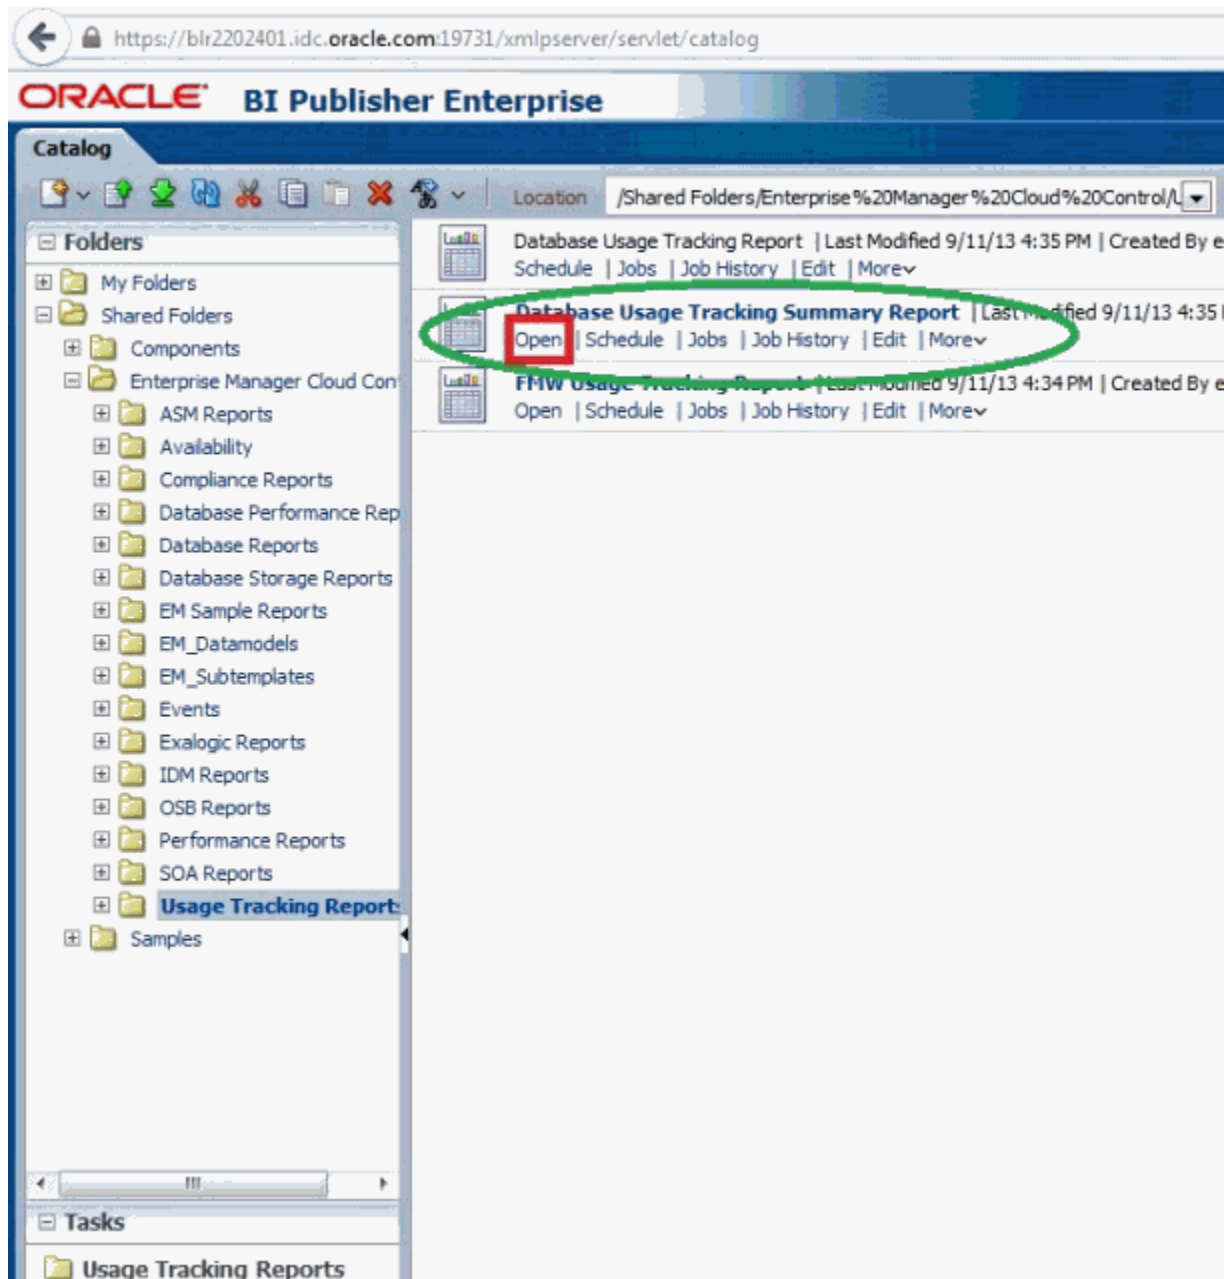 https://blr2202401.idc.oracle.com:19731/xmlpserver/servlet/catalog
ORACLE BI Publisher Enterprise
Catalog
Location /Shared Folders/Enterprise%20Manager%20Cloud%20Control/L
Folders
My Folders
Shared Folders
Components
Enterprise Manager Cloud Con
ASM Reports
Availability
Compliance Reports
Database Performance Rep
Database Reports
Database Storage Reports
EM Sample Reports
EM_Datamodels
EM_Subtemplates
Events
Exalogic Reports
IDM Reports
OSB Reports
Performance Reports
SOA Reports
Usage Tracking Report
Samples
Tasks
Usage Tracking Reports
Database Usage Tracking Report | Last Modified 9/11/13 4:35 PM | Created By e
Schedule | Jobs | Job History | Edit | More
Database Usage Tracking Summary Report | Last Modified 9/11/13 4:35
Open | Schedule | Jobs | Job History | Edit | More
FMW Usage Tracking Report | Last Modified 9/11/13 4:34 PM | Created By e
Open | Schedule | Jobs | Job History | Edit | More